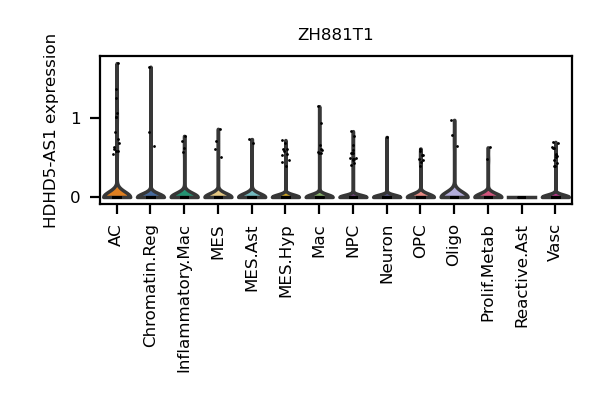 ZH881T1
HDHD5-AS1 expression
1
0
AC
Chromatin.Reg
Inflammatory.Mac
MES
MES.Ast
MES.Hyp
Mac
NPC
Neuron
OPC
Oligo
Prolif.Metab
Reactive.Ast
Vasc